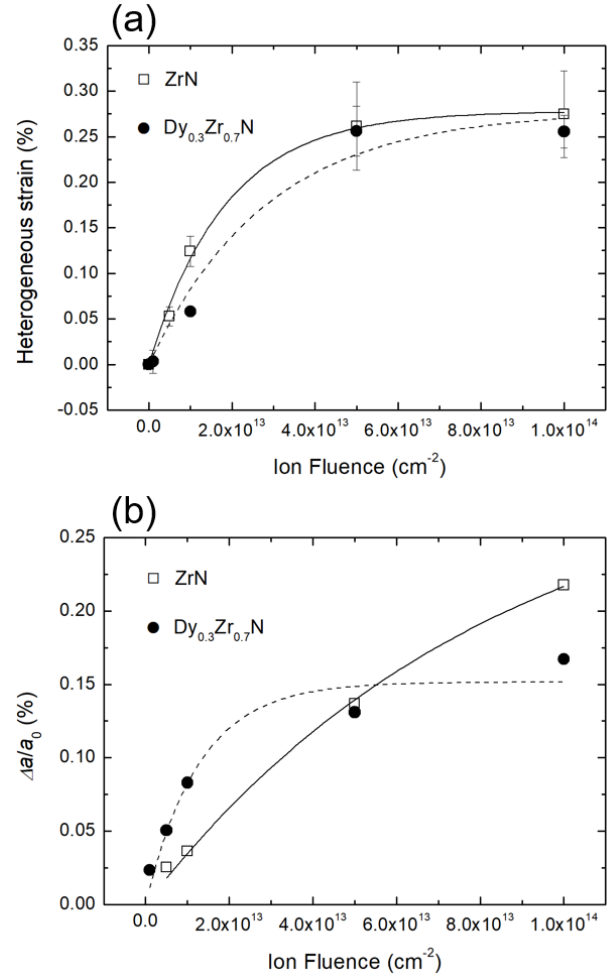 (a)
0.35
0.30
0.25
0.20
0.15
0.10
0.05
0.00
-0.05
Heterogeneous strain (%)
ZrN
Dy0.3Zr0.7N
0.0 2.0x10^13 4.0x10^13 6.0x10^13 8.0x10^13 1.0x10^14
Ion Fluence (cm^-2)
(b)
0.25
0.20
0.15
0.10
0.05
0.00
Δa/a0 (%)
ZrN
Dy0.3Zr0.7N
0.0 2.0x10^13 4.0x10^13 6.0x10^13 8.0x10^13 1.0x10^14
Ion Fluence (cm^-2)